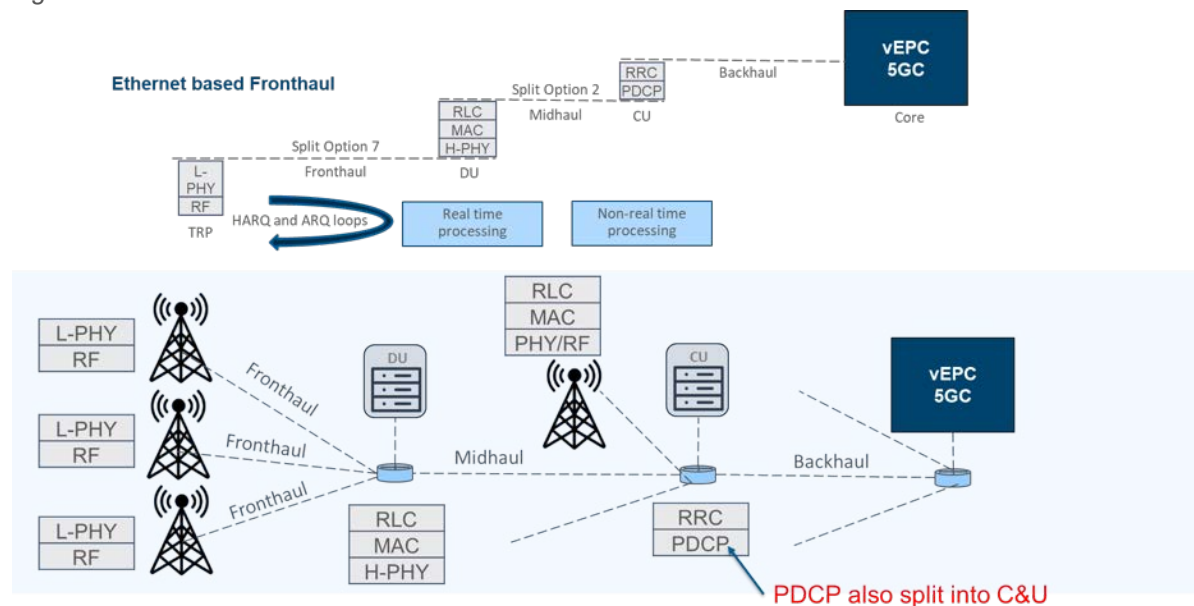 vEPC
5GC
Core
Backhaul
RRC
PDCP
CU
Split Option 2
Midhaul
Ethernet based Fronthaul
RLC
MAC
H-PHY
DU
Split Option 7
Fronthaul
L-
PHY
RF
TRP
HARQ and ARQ loops
Real time
processing
Non-real time
processing
L-PHY
RF
Fronthaul
L-PHY
RF
Fronthaul
L-PHY
RF
Fronthaul
DU
RLC
MAC
H-PHY
Midhaul
RLC
MAC
PHY/RF
CU
RRC
PDCP
Backhaul
vEPC
5GC
PDCP also split into C&U